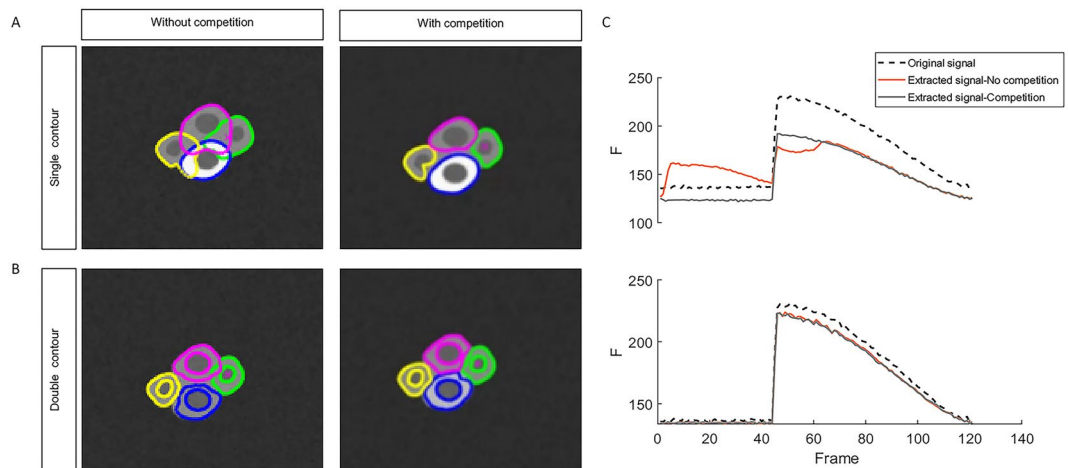 A
Without competition
With competition
C
Single contour
Original signal
Extracted signal-No competition
Extracted signal-Competition
250
200
150
100
F
B
Double contour
250
200
150
F
0
20
40
60
80
100
120
140
Frame